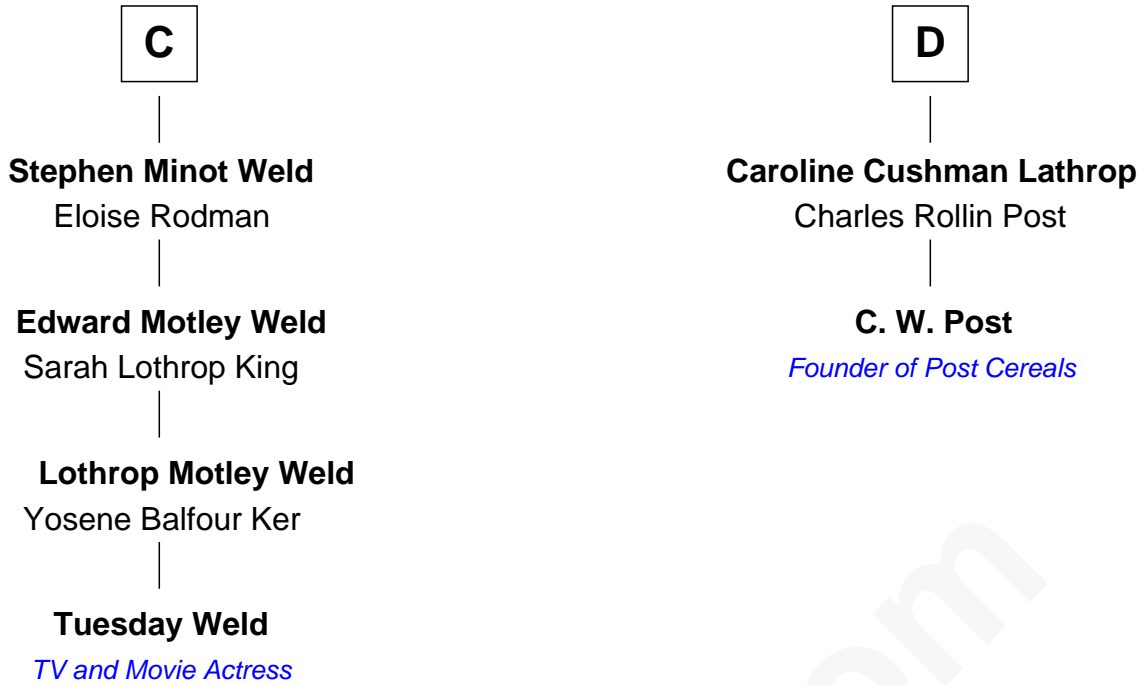 C
Stephen Minot Weld
Eloise Rodman
Edward Motley Weld
Sarah Lothrop King
Lothrop Motley Weld
Yosene Balfour Ker
Tuesday Weld
TV and Movie Actress
D
Caroline Cushman Lathrop
Charles Rollin Post
C. W. Post
Founder of Post Cereals
om